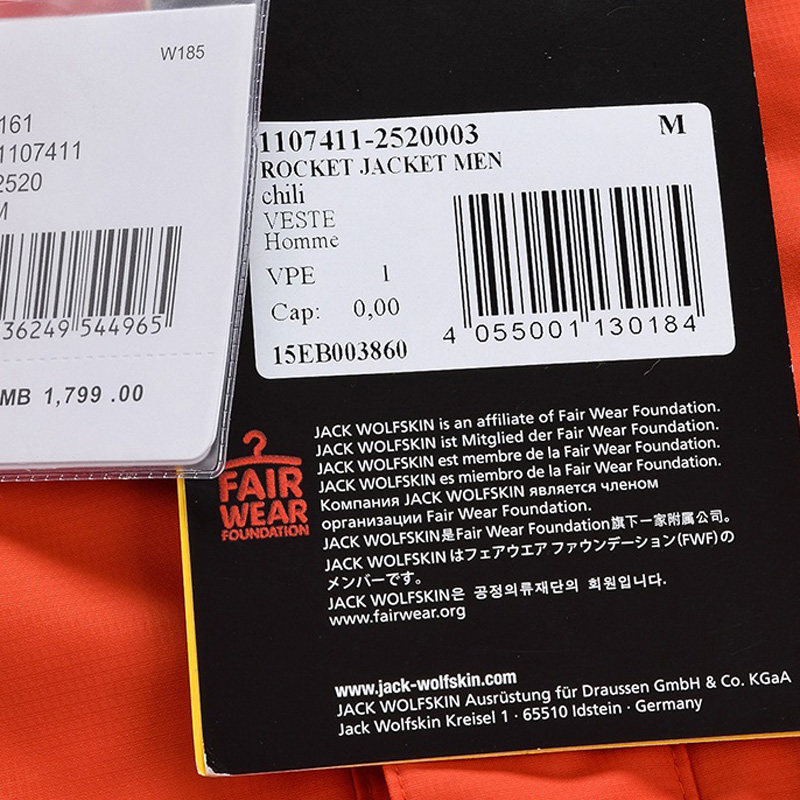 W185
161
1107411
2520
M
36249 544965
MB 1,799 .00
1107411-2520003 M
ROCKET JACKET MEN
chili
VESTE
Homme
VPE 1
Cap: 0,00
15EB003860
4 055001 130184
FAIR
WEAR
FOUNDATION
JACK WOLFSKIN is an affiliate of Fair Wear Foundation.
JACK WOLFSKIN ist Mitglied der Fair Wear Foundation.
JACK WOLFSKIN est membre de la Fair Wear Foundation.
JACK WOLFSKIN es miembro de la Fair Wear Foundation.
Компания JACK WOLFSKIN является членом
организации Fair Wear Foundation.
JACK WOLFSKIN是Fair Wear Foundation旗下一家附属公司。
JACK WOLFSKIN はフェアウエア ファウンデーション(FWF)の
メンバーです。
JACK WOLFSKIN은 공정의류재단의 회원입니다.
www.fairwear.org
www.jack-wolfskin.com
JACK WOLFSKIN Ausrüstung für Draussen GmbH & Co. KGaA
Jack Wolfskin Kreisel 1 · 65510 Idstein · Germany